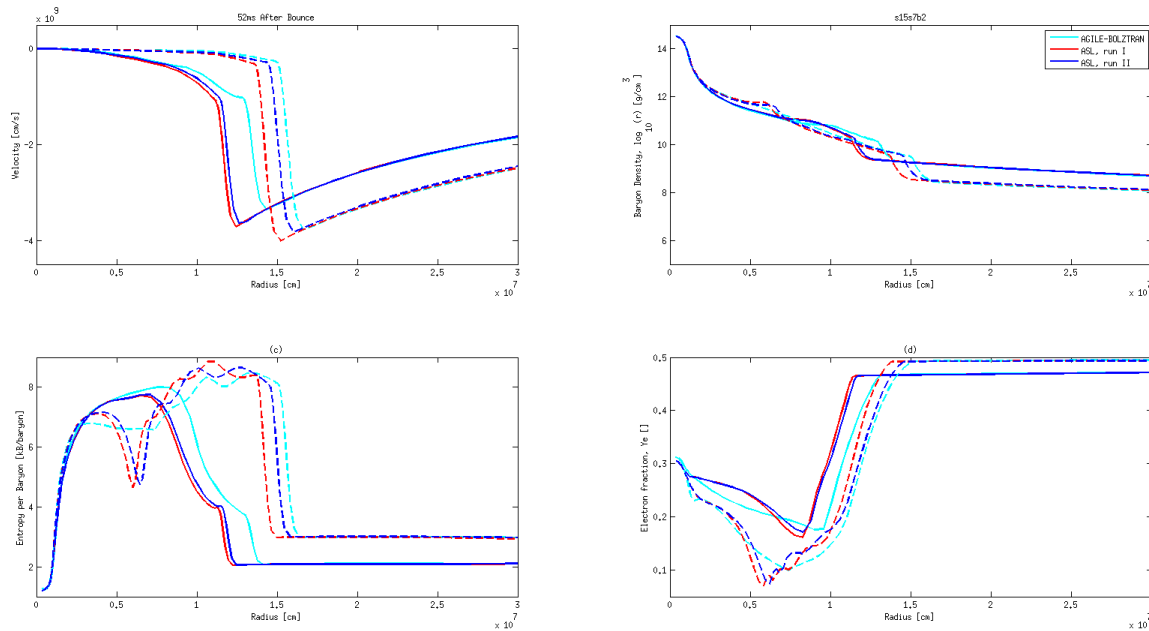 52ms After Bounce
× 10^9
0
−2
−4
Velocity [cm/s]
0 0.5 1 1.5 2 2.5 3
Radius [cm]
× 10^7
s15s7b2
14
12
10
8
6
Baryon Density, log10 (r) [g/cm3]
AGILE-BOLZTRAN
ASL, run I
ASL, run II
0 0.5 1 1.5 2 2.5 3
Radius [cm]
× 10^7
(c)
8
6
4
2
Entropy per Baryon [kB/baryon]
0 0.5 1 1.5 2 2.5 3
Radius [cm]
× 10^7
(d)
0.5
0.4
0.3
0.2
0.1
Electron fraction, Ye []
0 0.5 1 1.5 2 2.5 3
Radius [cm]
× 10^7